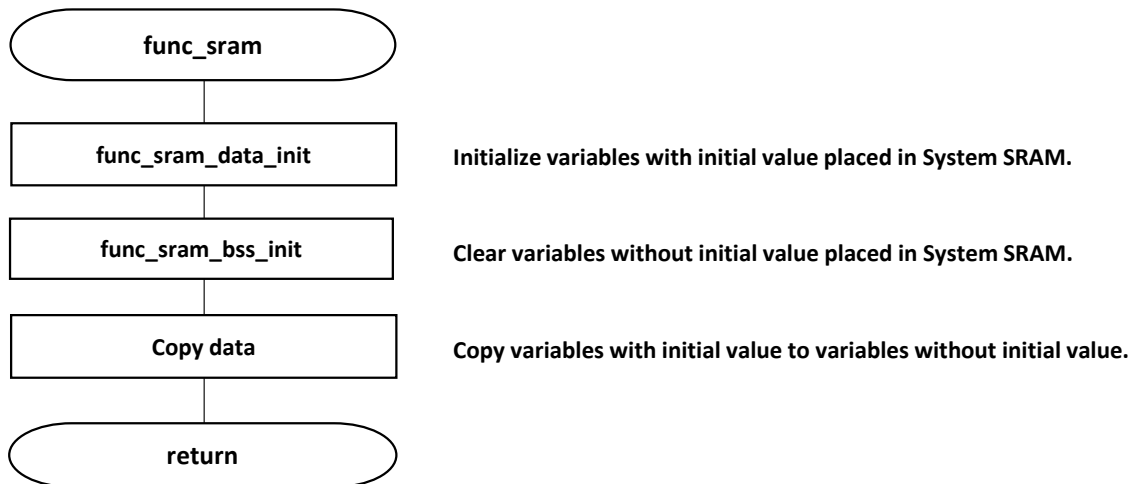 func_sram
func_sram_data_init
Initialize variables with initial value placed in System SRAM.
func_sram_bss_init
Clear variables without initial value placed in System SRAM.
Copy data
Copy variables with initial value to variables without initial value.
return